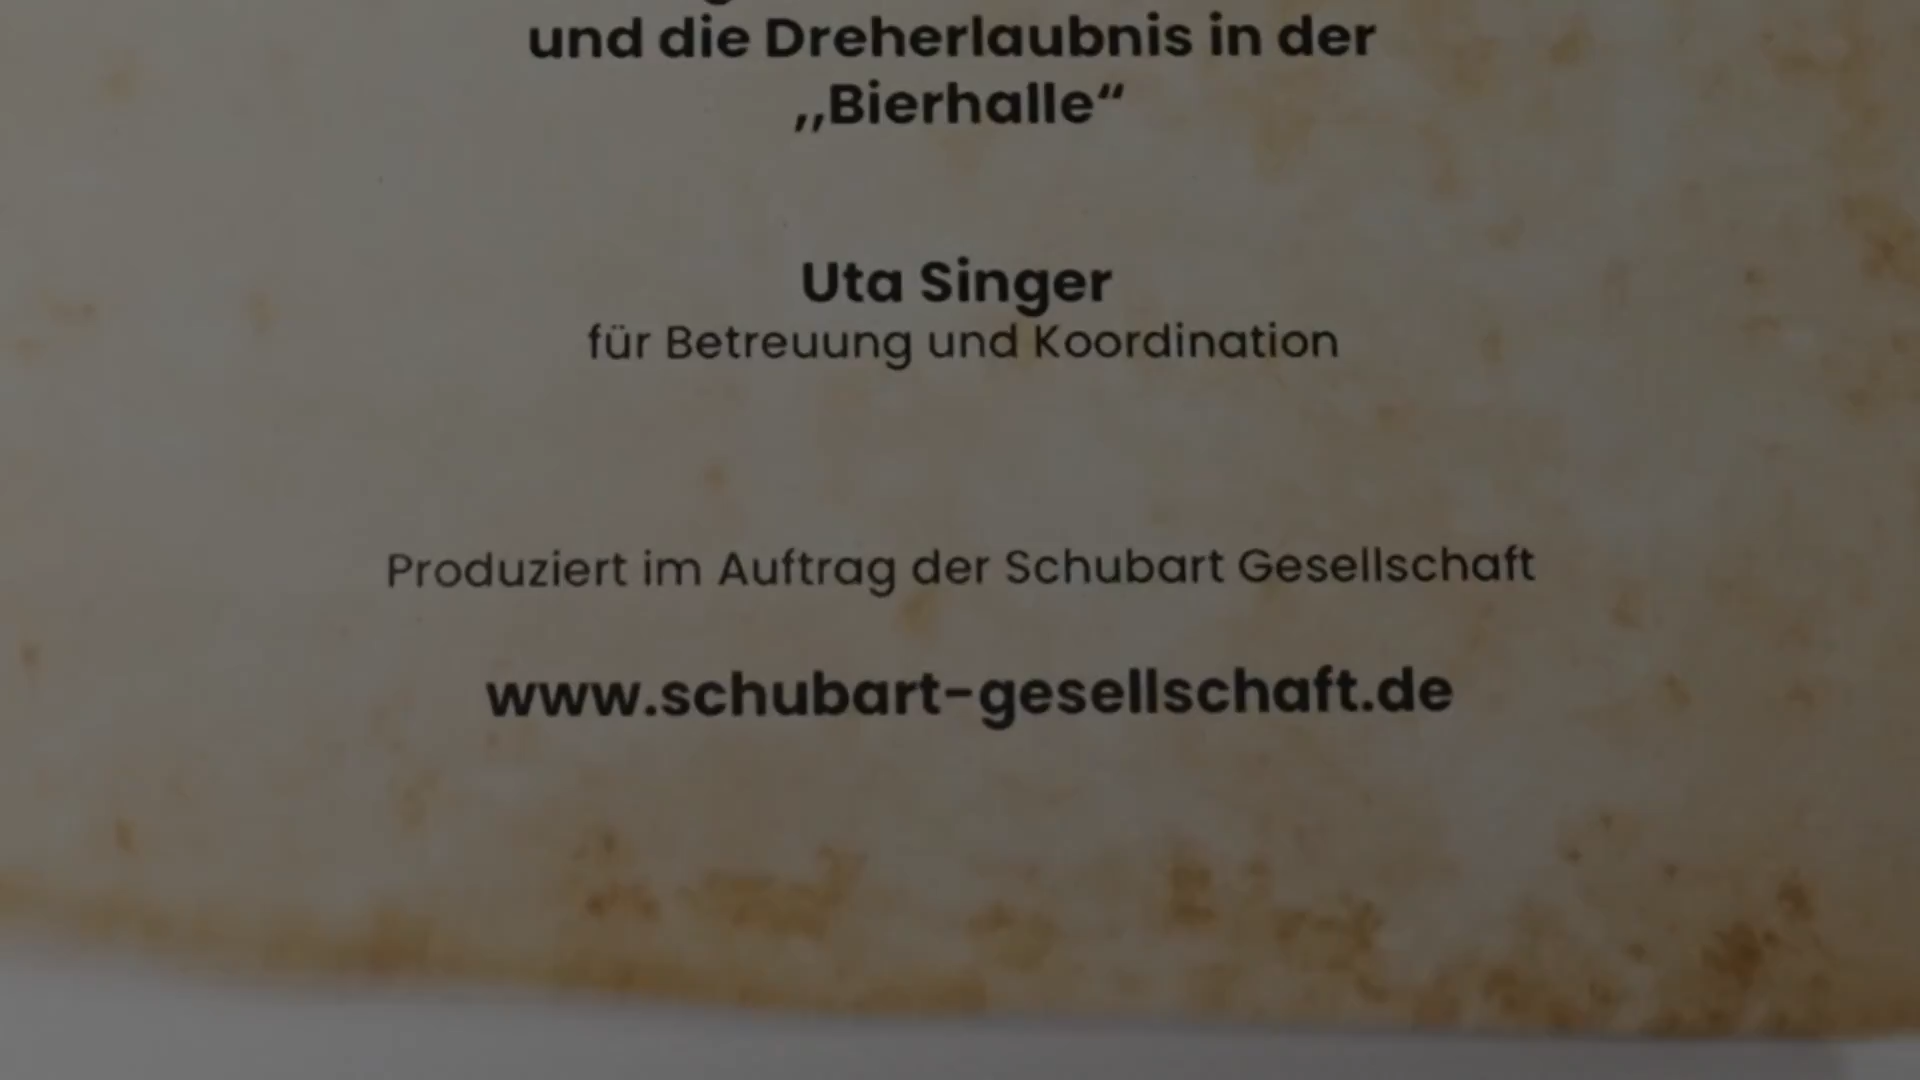 und die Dreherlaubnis in der
,,Bierhalle“
Uta Singer
für Betreuung und Koordination
Produziert im Auftrag der Schubart Gesellschaft
www.schubart-gesellschaft.de